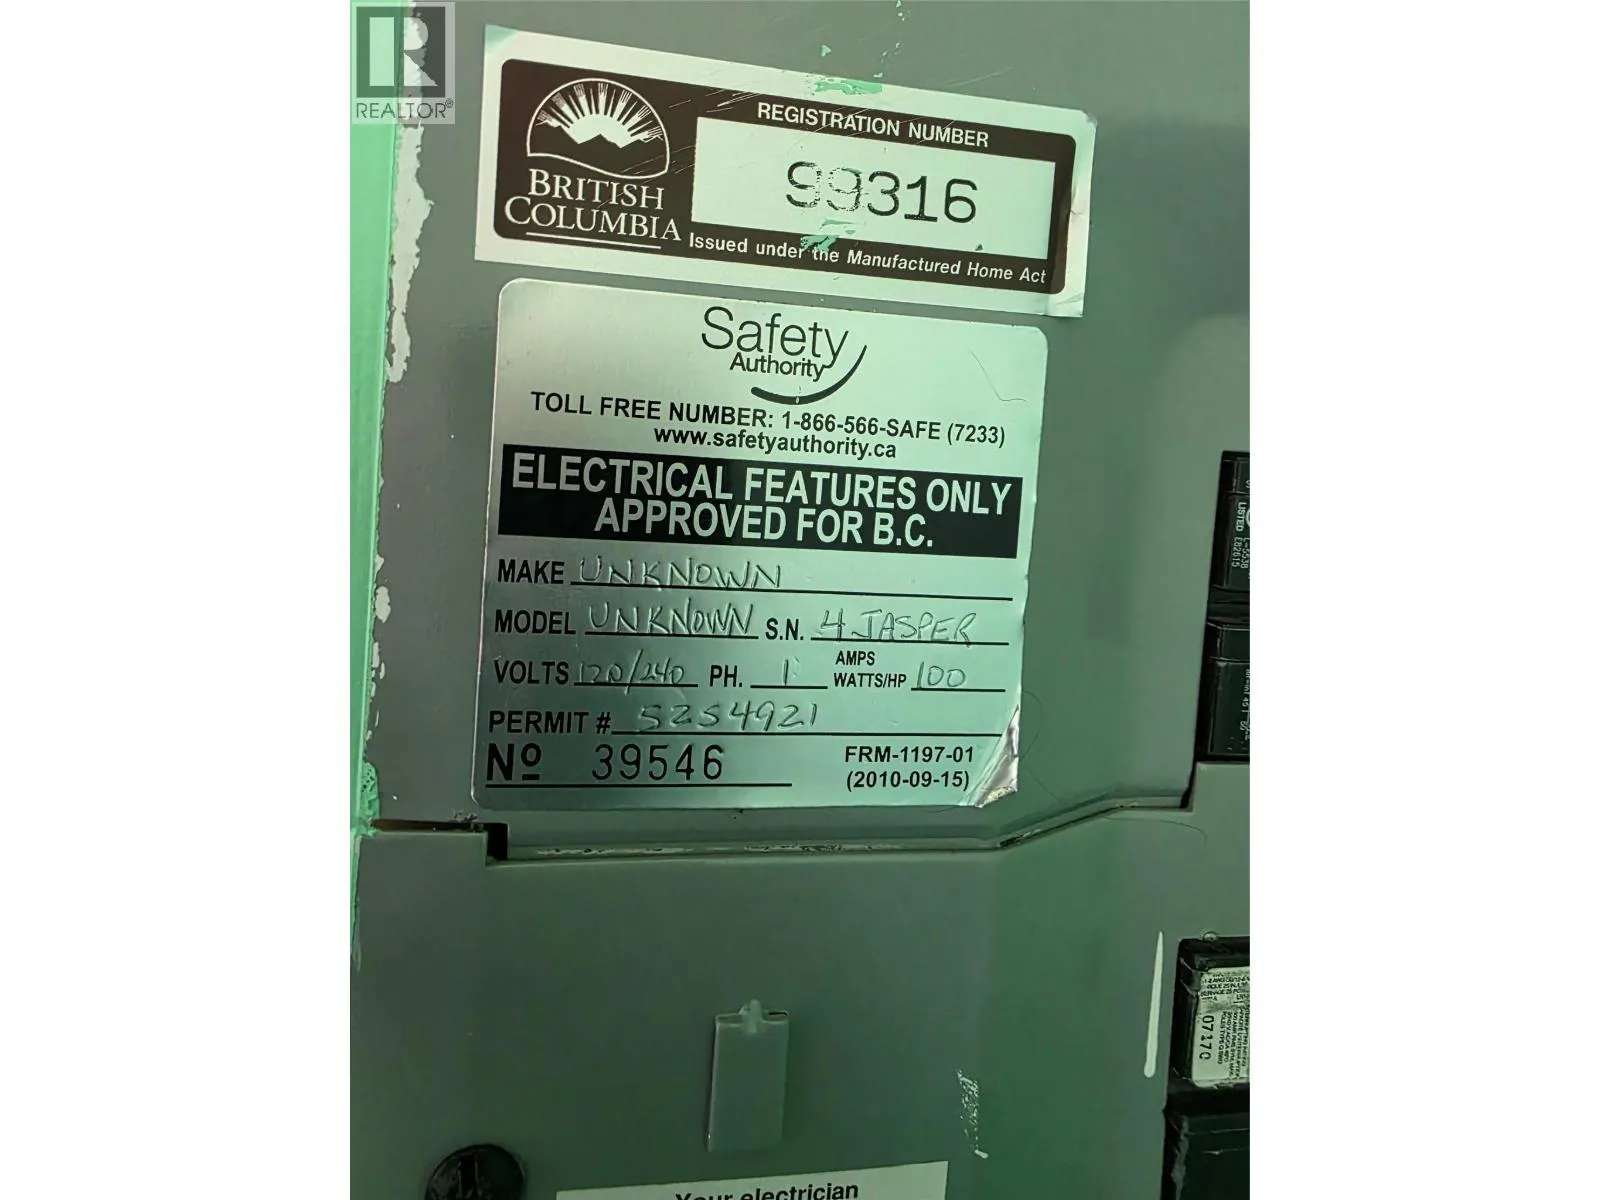 REALTOR®
REGISTRATION NUMBER
99316
BRITISH
COLUMBIA
Issued under the Manufactured Home Act
Safety
Authority
TOLL FREE NUMBER: 1-866-566-SAFE (7233)
www.safetyauthority.ca
ELECTRICAL FEATURES ONLY
APPROVED FOR B.C.
MAKE UNKNOWN
MODEL UNKNOWN S.N. 4 JASPER
VOLTS 120/240 PH. 1 AMPS WATTS/HP 100
PERMIT # 5254921
No 39546
FRM-1197-01
(2010-09-15)
LISTED
E82615
Your electrician